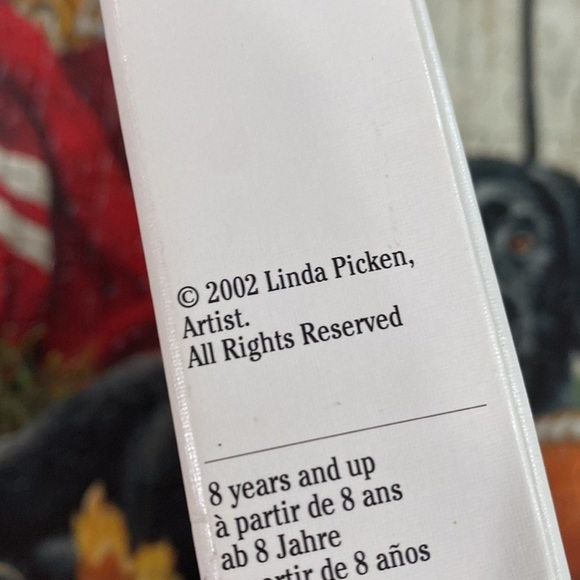 © 2002 Linda Picken,
Artist.
All Rights Reserved
8 years and up
à partir de 8 ans
ab 8 Jahre
de 8 años